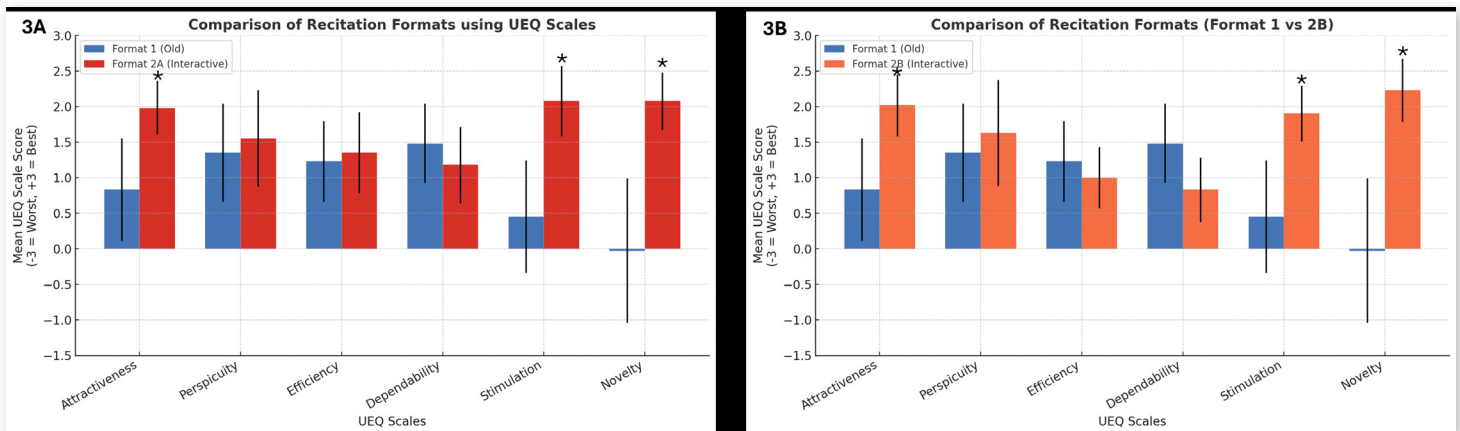 3A
Comparison of Recitation Formats using UEQ Scales
Format 1 (Old)
Format 2A (Interactive)
*
*
*
Mean UEQ Scale Score
(-3 = Worst, +3 = Best)
3.0
2.5
2.0
1.5
1.0
0.5
0.0
−0.5
−1.0
−1.5
Attractiveness
Perspicuity
Efficiency
Dependability
Stimulation
Novelty
UEQ Scales
3B
Comparison of Recitation Formats (Format 1 vs 2B)
Format 1 (Old)
Format 2B (Interactive)
*
*
*
Mean UEQ Scale Score
(-3 = Worst, +3 = Best)
3.0
2.5
2.0
1.5
1.0
0.5
0.0
−0.5
−1.0
−1.5
Attractiveness
Perspicuity
Efficiency
Dependability
Stimulation
Novelty
UEQ Scales